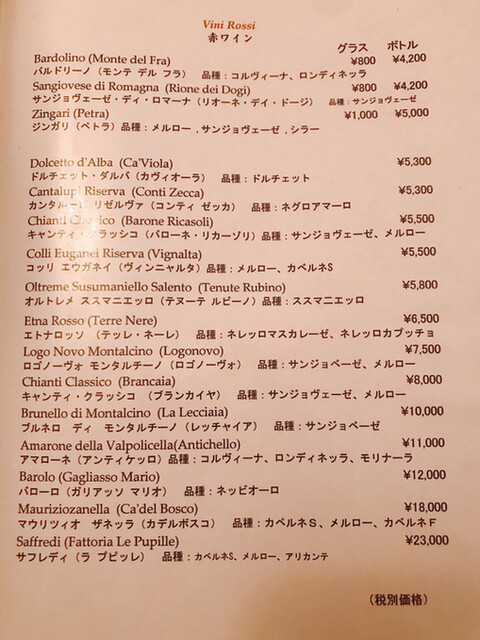 Vini Rossi
赤ワイン
グラス ボトル
Bardolino (Monte del Fra) ¥800 ¥4,200
バルドリーノ (モンテ デル フラ) 品種：コルヴィーナ、ロンディネッラ
Sangiovese di Romagna (Rione dei Dogi) ¥800 ¥4,200
サンジョヴェーゼ・ディ・ロマーナ (リオーネ・デイ・ドージ) 品種：サンジョヴェーゼ
Zingari (Petra) ¥1,000 ¥5,000
ジンガリ (ペトラ) 品種：メルロー ,サンジョヴェーゼ ,シラー
Dolcetto d'Alba (Ca'Viola) ¥5,300
ドルチェット・ダルバ (カヴィオーラ) 品種：ドルチェット
Cantalupi Riserva (Conti Zecca) ¥5,300
カンタルーピ リゼルヴァ (コンティ ゼッカ) 品種：ネグロアマーロ
Chianti Classico (Barone Ricasoli) ¥5,500
キャンティ・クラッシコ (バローネ・リカーゾリ) 品種：サンジョヴェーゼ、メルロー
Colli Euganei Riserva (Vignalta) ¥5,500
コッリ エウガネイ (ヴィンニャルタ) 品種：メルロー、カベルネS
Oltreme Susumaniello Salento (Tenute Rubino) ¥5,800
オルトレメ ススマニエッロ (テヌーテ ルビーノ) 品種：ススマニエッロ
Etna Rosso (Terre Nere) ¥6,500
エトナロッソ (テッレ・ネーレ) 品種：ネレッロマスカレーゼ、ネレッロカプッチョ
Logo Novo Montalcino (Logonovo) ¥7,500
ロゴノーヴォ モンタルチーノ (ロゴノーヴォ) 品種：サンジョベーゼ、メルロー
Chianti Classico (Brancaia) ¥8,000
キャンティ・クラッシコ (ブランカイヤ) 品種：サンジョヴェーゼ、メルロー
Brunello di Montalcino (La Lecciaia) ¥10,000
ブルネロ ディ モンタルチーノ (レッチャイア) 品種：サンジョベーゼ
Amarone della Valpolicella(Antichello) ¥11,000
アマローネ (アンティケッロ) 品種：コルヴィーナ、ロンディネッラ、モリナーラ
Barolo (Gagliasso Mario) ¥12,000
バローロ (ガリアッソ マリオ) 品種：ネッビオーロ
Mauriziozanella (Ca'del Bosco) ¥18,000
マウリツィオ ザネッラ (カデルボスコ) 品種：カベルネS、メルロー、カベルネF
Saffredi (Fattoria Le Pupille) ¥23,000
サフレディ (ラ プピッレ) 品種：カベルネS、メルロー、アリカンテ
(税別価格)